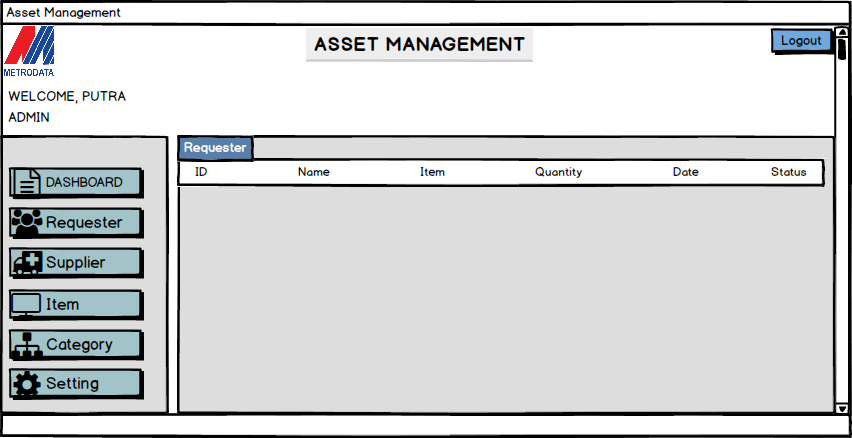 Asset Management
METRODATA
ASSET MANAGEMENT
Logout
WELCOME, PUTRA
ADMIN
DASHBOARD
Requester
Supplier
Item
Category
Setting
Requester
ID Name Item Quantity Date Status